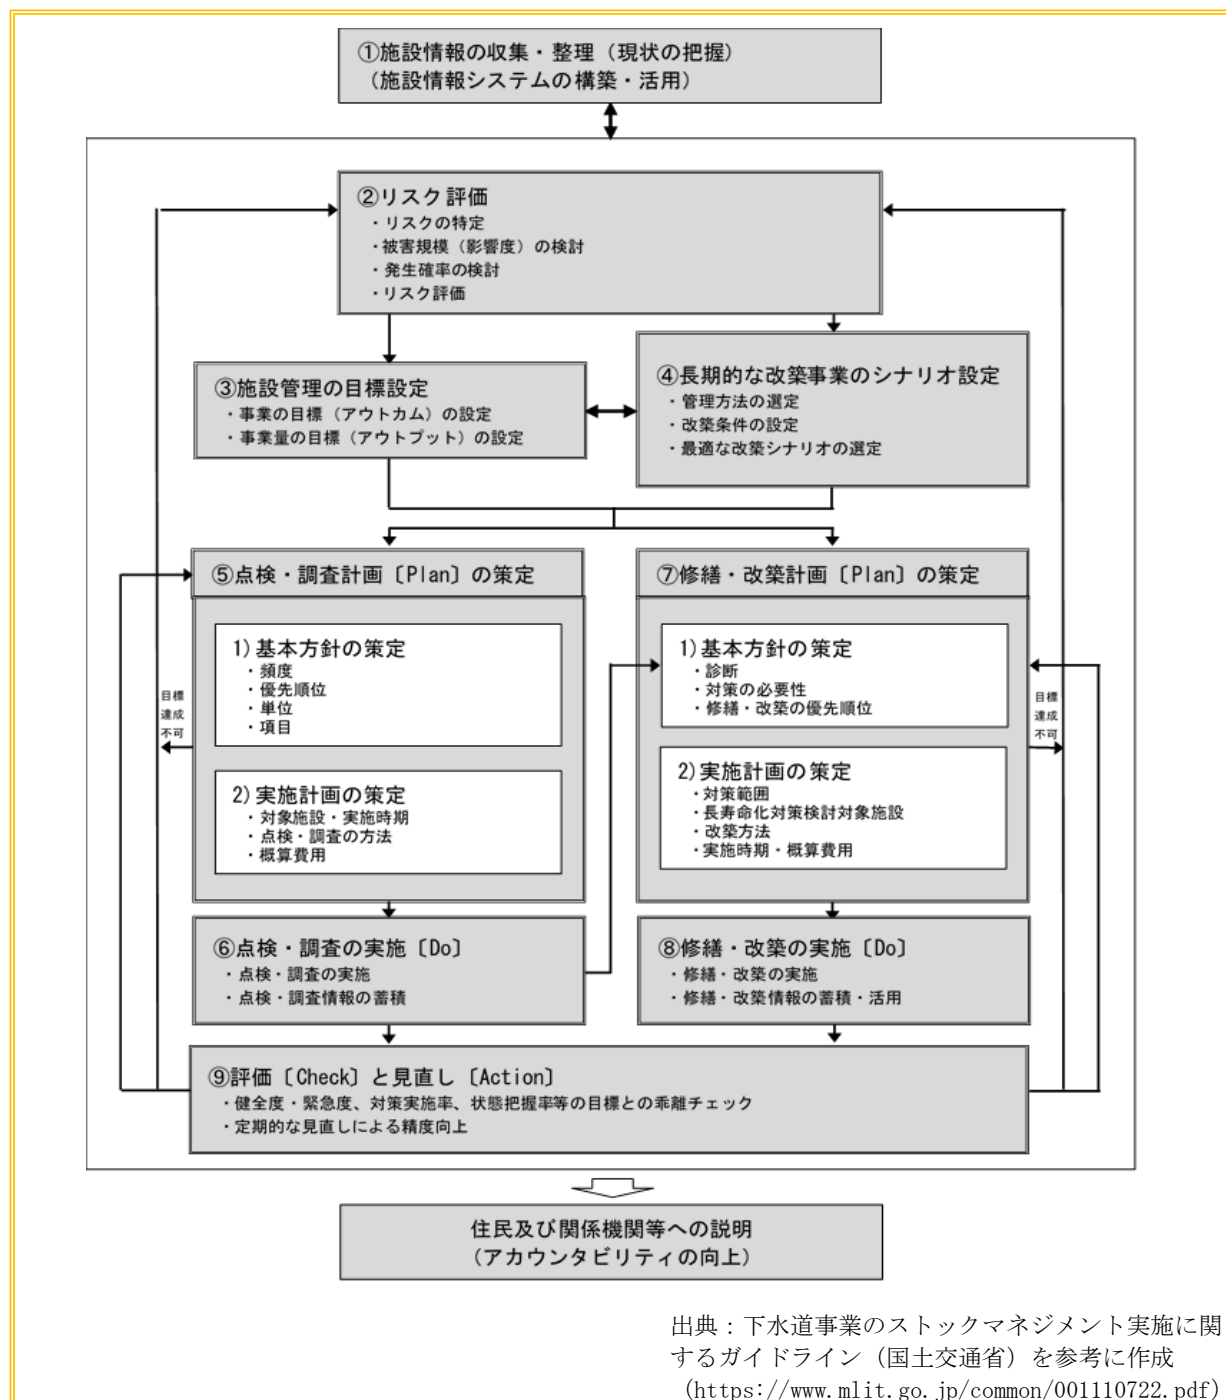 ①施設情報の収集・整理（現状の把握）
（施設情報システムの構築・活用）
②リスク評価
・リスクの特定
・被害規模（影響度）の検討
・発生確率の検討
・リスク評価
③施設管理の目標設定
・事業の目標（アウトカム）の設定
・事業量の目標（アウトプット）の設定
④長期的な改築事業のシナリオ設定
・管理方法の選定
・改築条件の設定
・最適な改築シナリオの選定
⑤点検・調査計画〔Plan〕の策定
1)基本方針の策定
・頻度
・優先順位
・単位
・項目
2)実施計画の策定
・対象施設・実施時期
・点検・調査の方法
・概算費用
目標
達成
不可
⑦修繕・改築計画〔Plan〕の策定
1)基本方針の策定
・診断
・対策の必要性
・修繕・改築の優先順位
2)実施計画の策定
・対策範囲
・長寿命化対策検討対象施設
・改築方法
・実施時期・概算費用
目標
達成
不可
⑥点検・調査の実施〔Do〕
・点検・調査の実施
・点検・調査情報の蓄積
⑧修繕・改築の実施〔Do〕
・修繕・改築の実施
・修繕・改築情報の蓄積・活用
⑨評価〔Check〕と見直し〔Action〕
・健全度・緊急度、対策実施率、状態把握率等の目標との乖離チェック
・定期的な見直しによる精度向上
住民及び関係機関等への説明
（アカウンタビリティの向上）
出典：下水道事業のストックマネジメント実施に関
するガイドライン（国土交通省）を参考に作成
（https://www.mlit.go.jp/common/001110722.pdf）